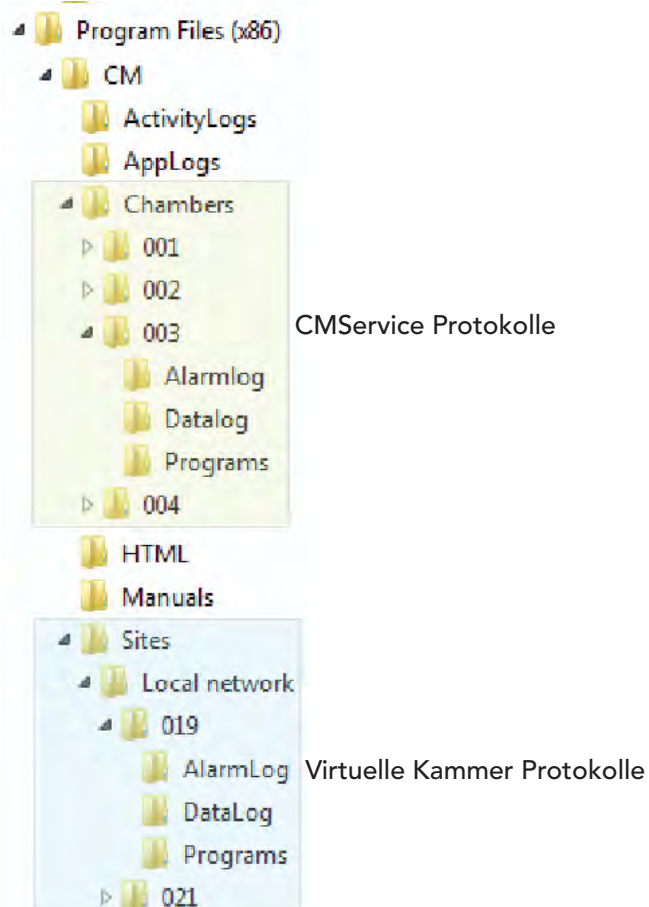 Program Files (x86)
CM
ActivityLogs
AppLogs
Chambers
001
002
003
CMService Protokolle
Alarmlog
Datalog
Programs
004
HTML
Manuals
Sites
Local network
019
AlarmLog Virtuelle Kammer Protokolle
DataLog
Programs
021